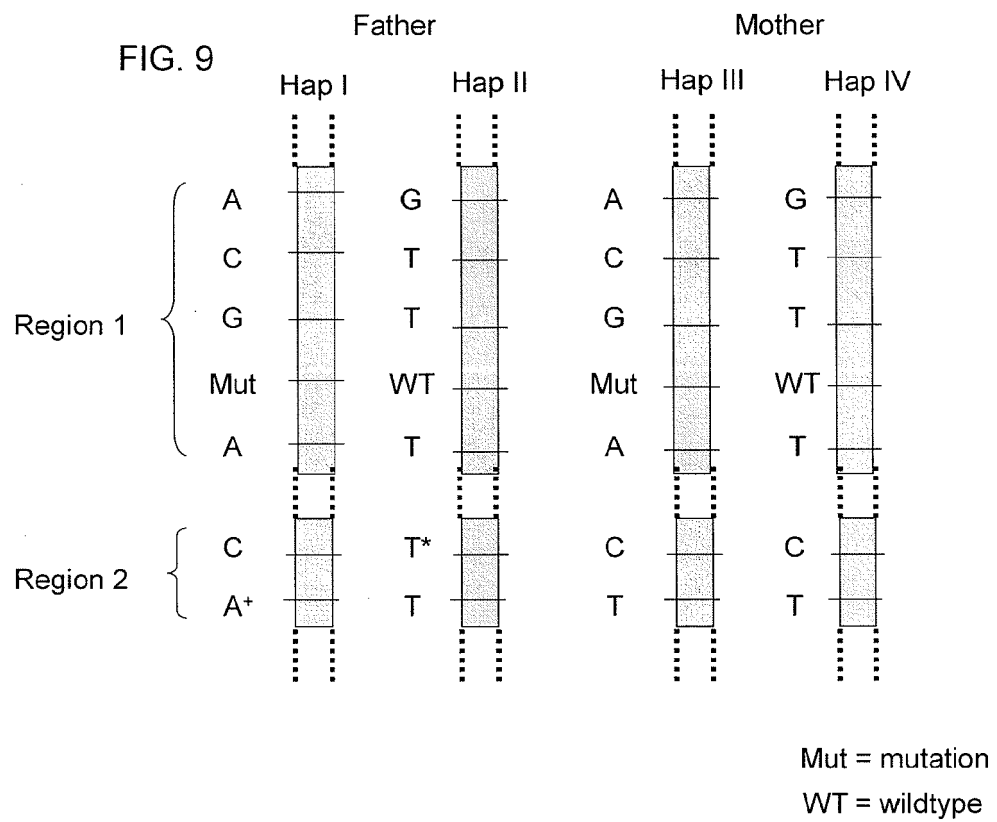 Father Mother
FIG. 9
Hap I Hap II Hap III Hap IV
A G A G
C T C T
G T G T
Region 1
Mut WT Mut WT
A T A T
C T* C C
Region 2
A+ T T T
Mut = mutation
WT = wildtype